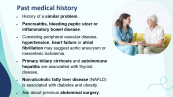 Past medical history
History of a similar problem.
Pancreatitis, bleeding peptic ulcer or
inflammatory bowel disease.
Coexisting peripheral vascular disease,
hypertension, heart failure or atrial
fibrillation may suggest aortic aneurysm or
mesenteric ischaemia.
Primary biliary cirrhosis and autoimmune
hepatitis are associated with thyroid
disease.
Non-alcoholic fatty liver disease (NAFLD)
is associated with diabetes and obesity.
Ask about previous abdominal surgery.